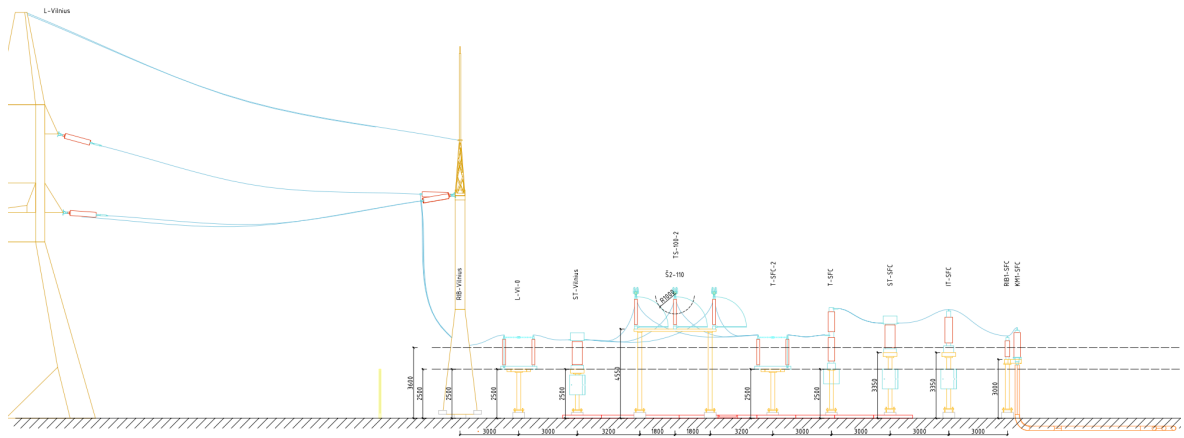 L-Vilnius
RIB-Vilnius
L-VI-0
ST-Vilnius
TS-100-2
Š2-110
R1000
T-SFC-2
T-SFC
ST-SFC
IT-SFC
RIB1-SFC
KM1-SFC
3600
2500
2500
2500
2500
4550
2500
2500
3350
3350
3000
3000
3000
3200
1800
1800
3200
3000
3000
3000
3000